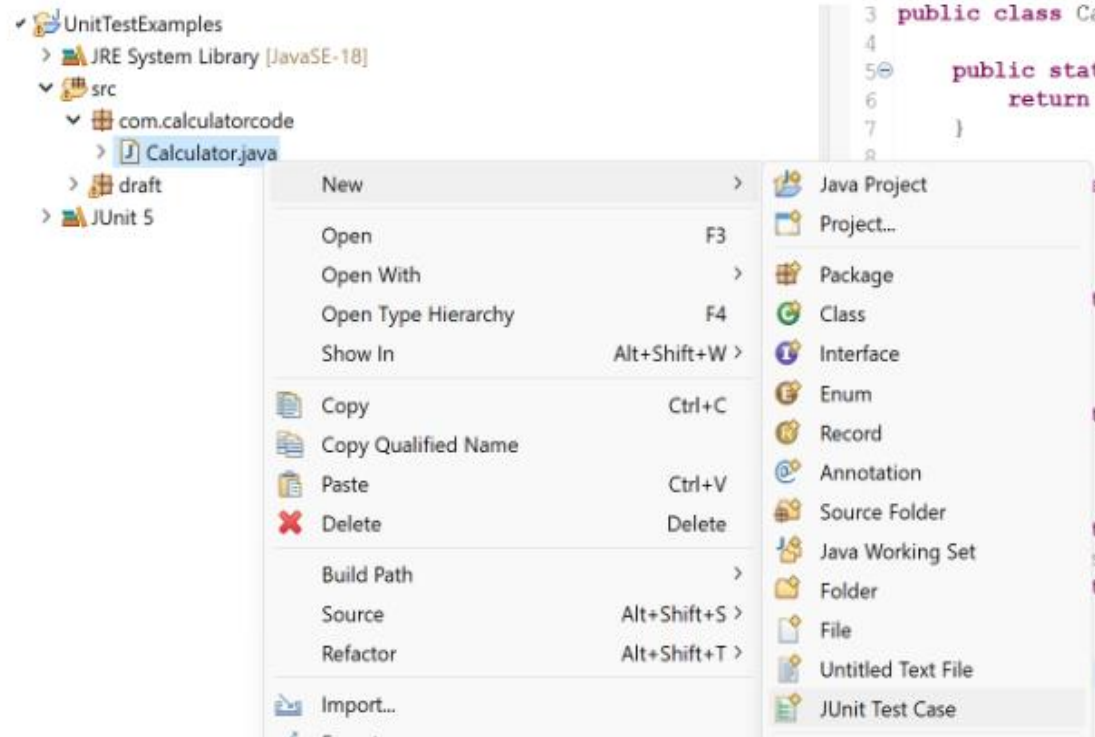 UnitTestExamples
JRE System Library [JavaSE-18]
src
com.calculatorcode
Calculator.java
draft
JUnit 5
3 public class
4
5 public
6 return
7 }
8
New
Open F3
Open With
Open Type Hierarchy F4
Show In Alt+Shift+W >
Copy Ctrl+C
Copy Qualified Name
Paste Ctrl+V
Delete Delete
Build Path
Source Alt+Shift+S >
Refactor Alt+Shift+T >
Import...
Java Project
Project...
Package
Class
Interface
Enum
Record
Annotation
Source Folder
Java Working Set
Folder
File
Untitled Text File
JUnit Test Case